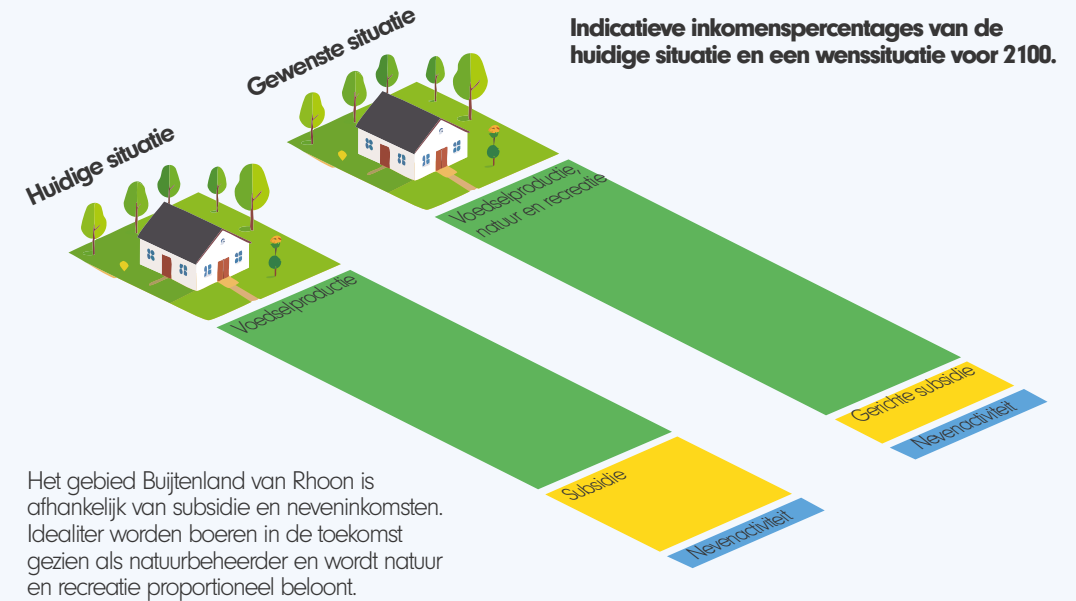 Indicatieve inkomenspercentages van de
huidige situatie en een wenssituatie voor 2100.
Gewenste situatie
Voedselproductie,
natuur en recreatie
Gerichte subsidie
Nevenactiviteit
Huidige situatie
Voedselproductie
Subsidie
Nevenactiviteit
Het gebied Buijtenland van Rhoon is
afhankelijk van subsidie en neveninkomsten.
Idealiter worden boeren in de toekomst
gezien als natuurbeheerder en wordt natuur
en recreatie proportioneel beloont.